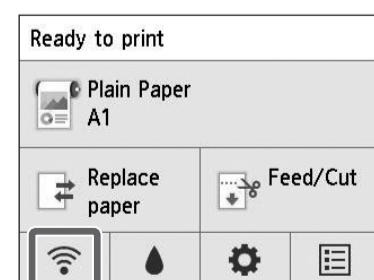 Ready to print
Plain Paper
A1
Replace
paper
Feed/Cut